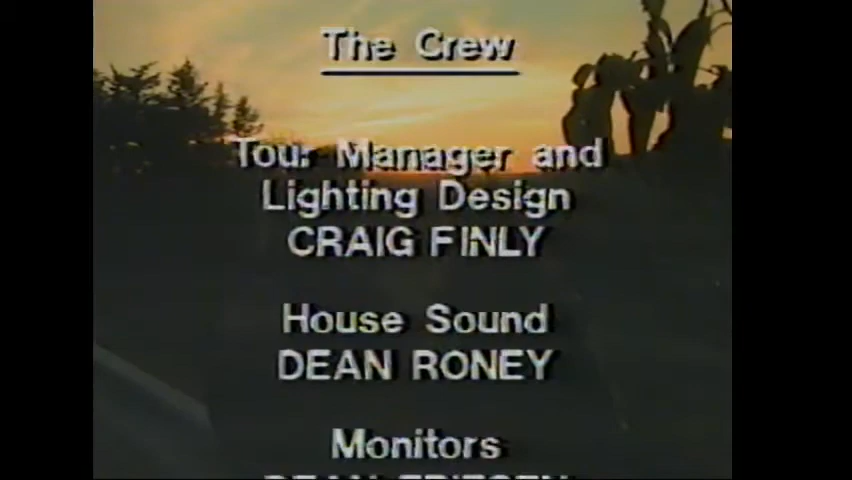 The Crew
Tour Manager and
Lighting Design
CRAIG FINLY
House Sound
DEAN RONEY
Monitors